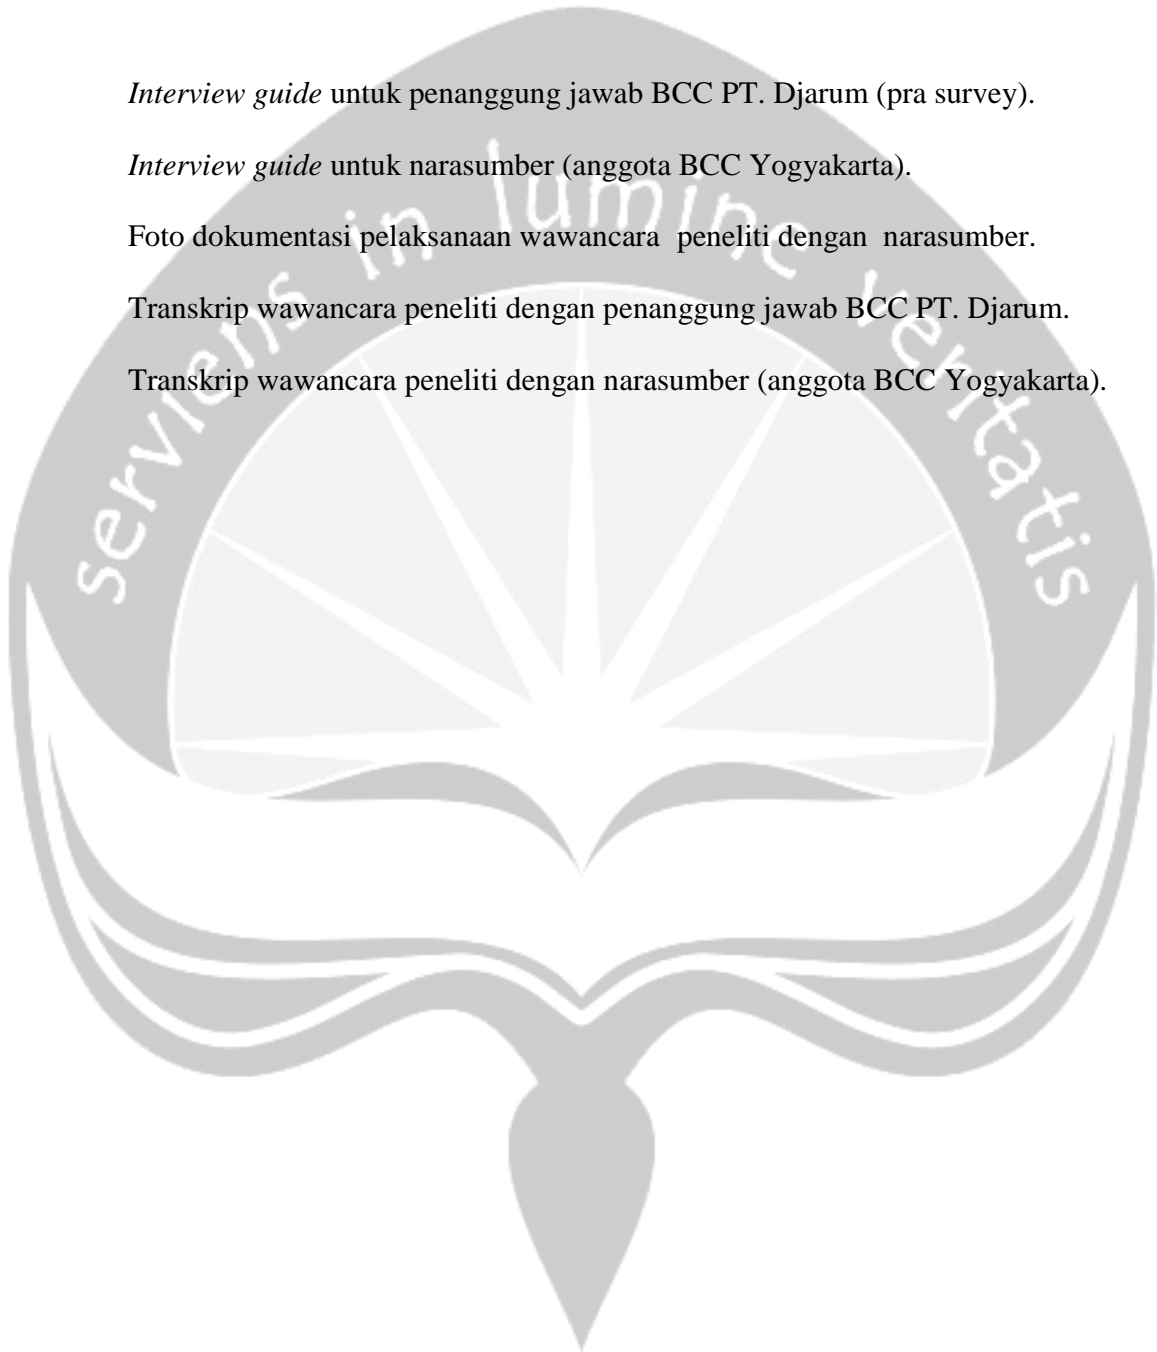 Interview guide untuk penanggung jawab BCC PT. Djarum (pra survey).
Interview guide untuk narasumber (anggota BCC Yogyakarta).
Foto dokumentasi pelaksanaan wawancara peneliti dengan narasumber.
Transkrip wawancara peneliti dengan penanggung jawab BCC PT. Djarum.
Transkrip wawancara peneliti dengan narasumber (anggota BCC Yogyakarta).
serviens in lumine veritatis